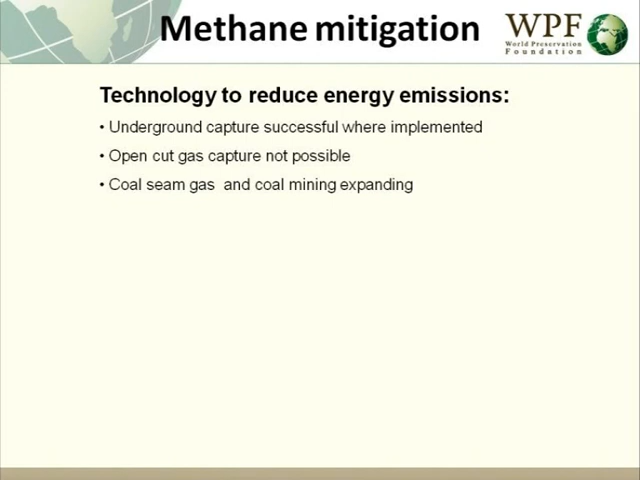 Methane mitigation
WPF
World Preservation
Foundation
Technology to reduce energy emissions:
• Underground capture successful where implemented
• Open cut gas capture not possible
• Coal seam gas  and coal mining expanding